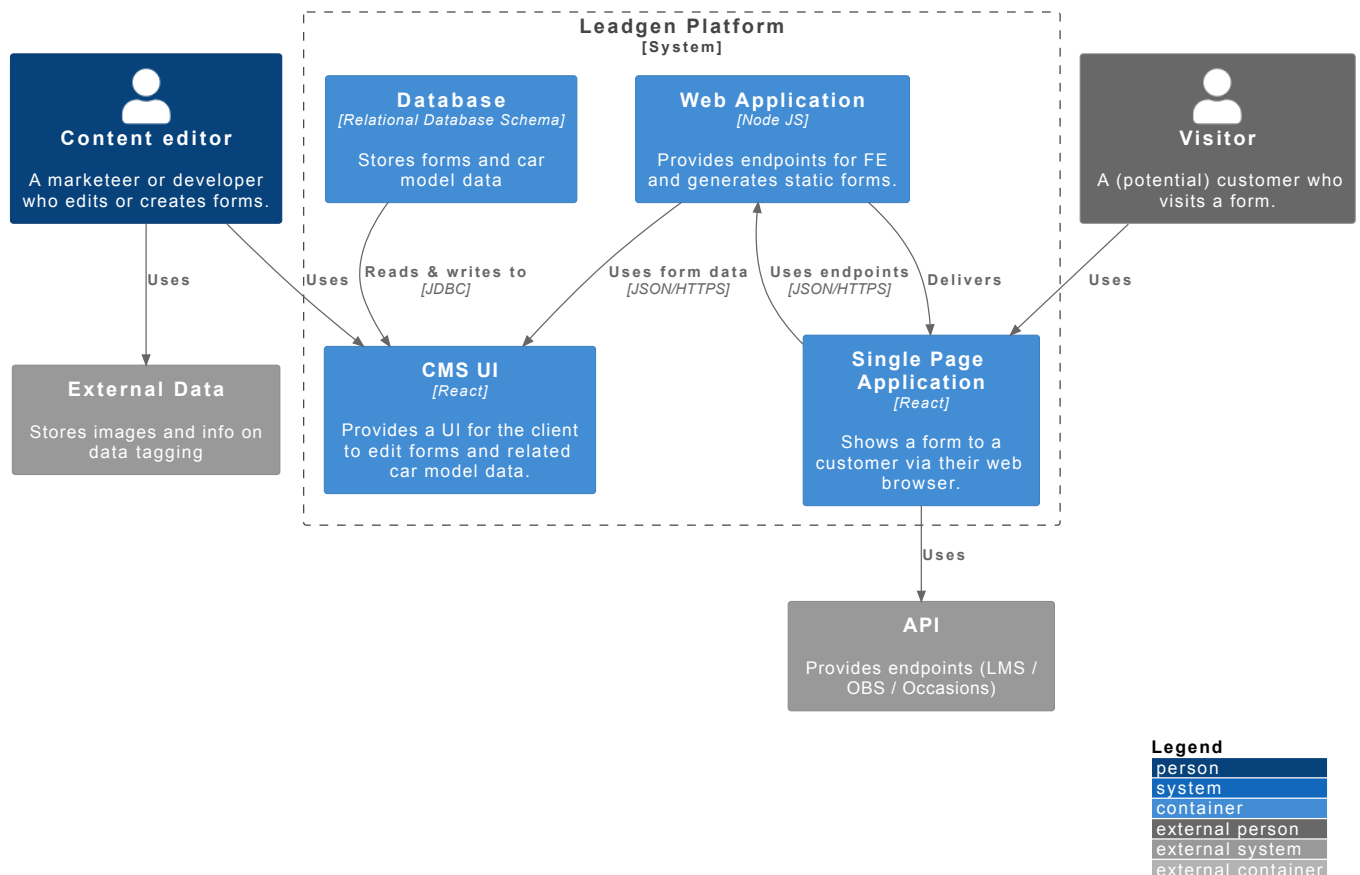 Leadgen Platform
[System]
Content editor
A marketeer or developer
who edits or creates forms.
Database
[Relational Database Schema]
Stores forms and car
model data
Web Application
[Node JS]
Provides endpoints for FE
and generates static forms.
Visitor
A (potential) customer who
visits a form.
Uses
Uses
Reads & writes to
[JDBC]
Uses form data
[JSON/HTTPS]
Uses endpoints
[JSON/HTTPS]
Delivers
Uses
External Data
Stores images and info on
data tagging
CMS UI
[React]
Provides a UI for the client
to edit forms and related
car model data.
Single Page
Application
[React]
Shows a form to a
customer via their web
browser.
Uses
API
Provides endpoints (LMS /
OBS / Occasions)
Legend
person
system
container
external person
external system
external container